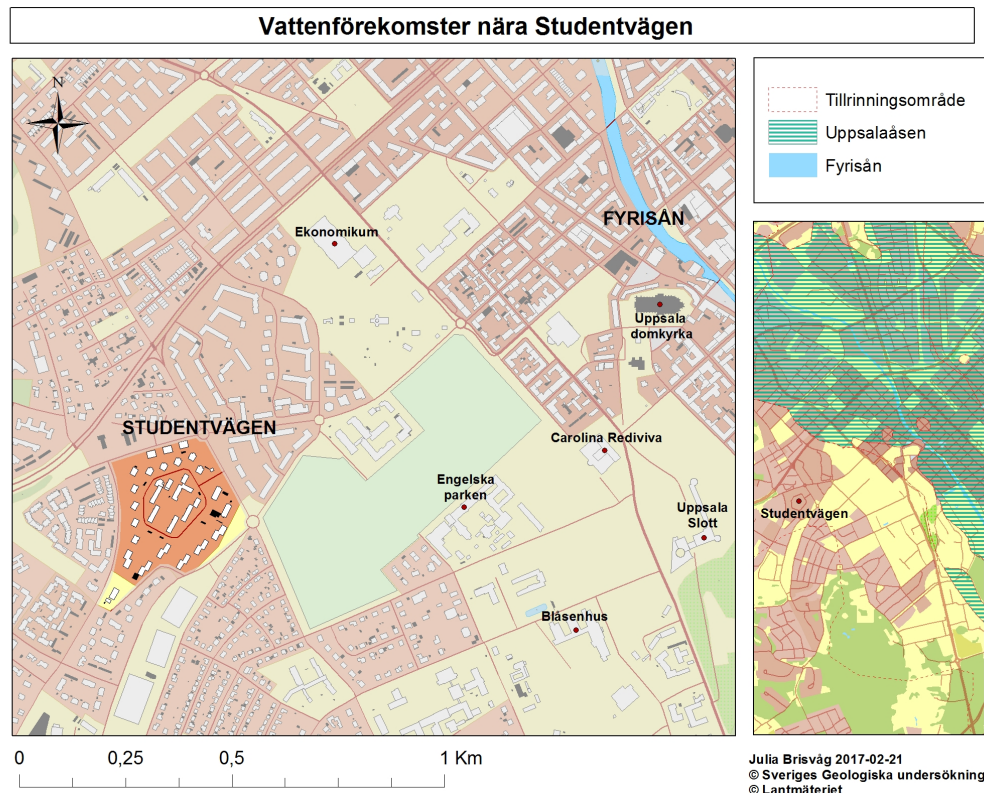 Vattenförekomster nära Studentvägen
N
Ekonomikum
FYRISÅN
Uppsala
domkyrka
STUDENTVÄGEN
Carolina Rediviva
Engelska
parken
Uppsala
Slott
Blåsenhus
0 0,25 0,5 1 Km
Tillrinningsområde
Uppsalaåsen
Fyrisån
Studentvägen
Julia Brisvåg 2017-02-21
© Sveriges Geologiska undersökning
© Lantmäteriet